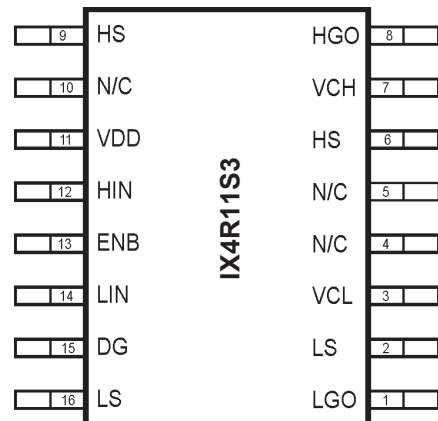 9 HS HGO 8
10 N/C VCH 7
11 VDD HS 6
12 HIN N/C 5
13 ENB N/C 4
14 LIN VCL 3
15 DG LS 2
16 LS LGO 1
IX4R11S3